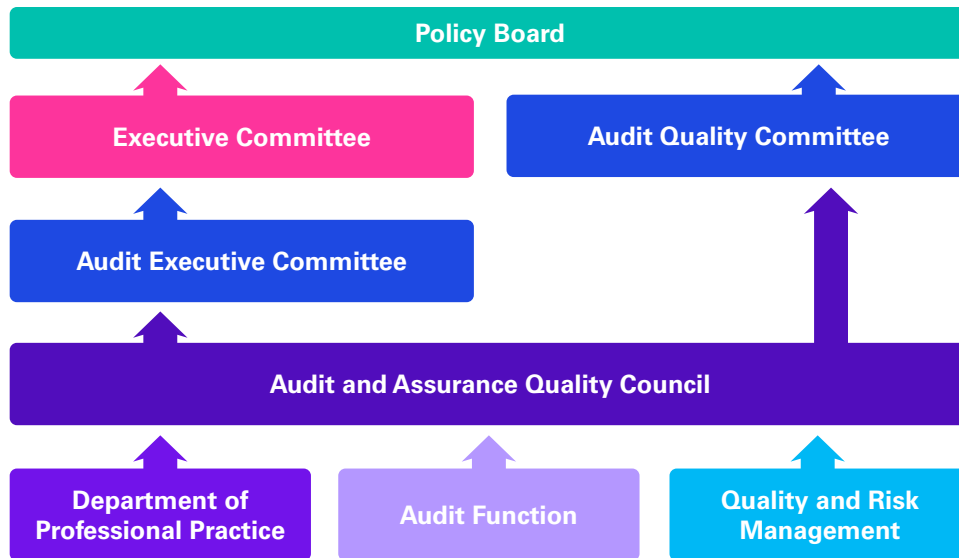 Policy Board
Executive Committee
Audit Quality Committee
Audit Executive Committee
Audit and Assurance Quality Council
Department of
Professional Practice
Audit Function
Quality and Risk
Management